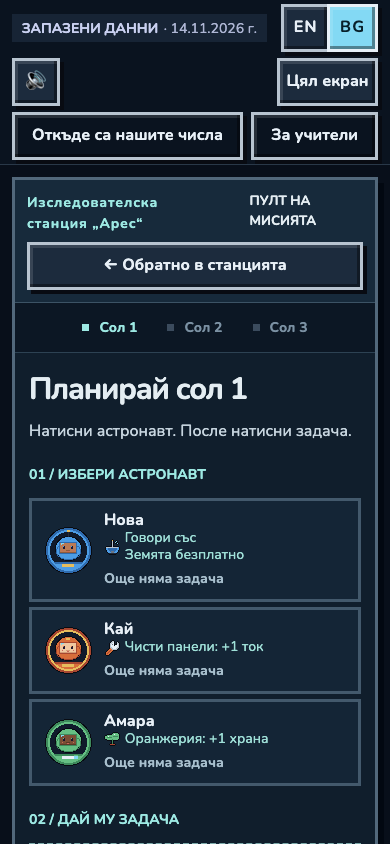 ЗАПАЗЕНИ ДАННИ · 14.11.2026 г.
EN BG
Цял екран
Откъде са нашите числа
За учители
Изследователска
станция „Арес“
ПУЛТ НА
МИСИЯТА
← Обратно в станцията
Сол 1 Сол 2 Сол 3
Планирай сол 1
Натисни астронавт. После натисни задача.
01 / ИЗБЕРИ АСТРОНАВТ
Нова
Говори със
Земята безплатно
Още няма задача
Кай
Чисти панели: +1 ток
Още няма задача
Амара
Оранжерия: +1 храна
Още няма задача
02 / ДАЙ МУ ЗАДАЧА